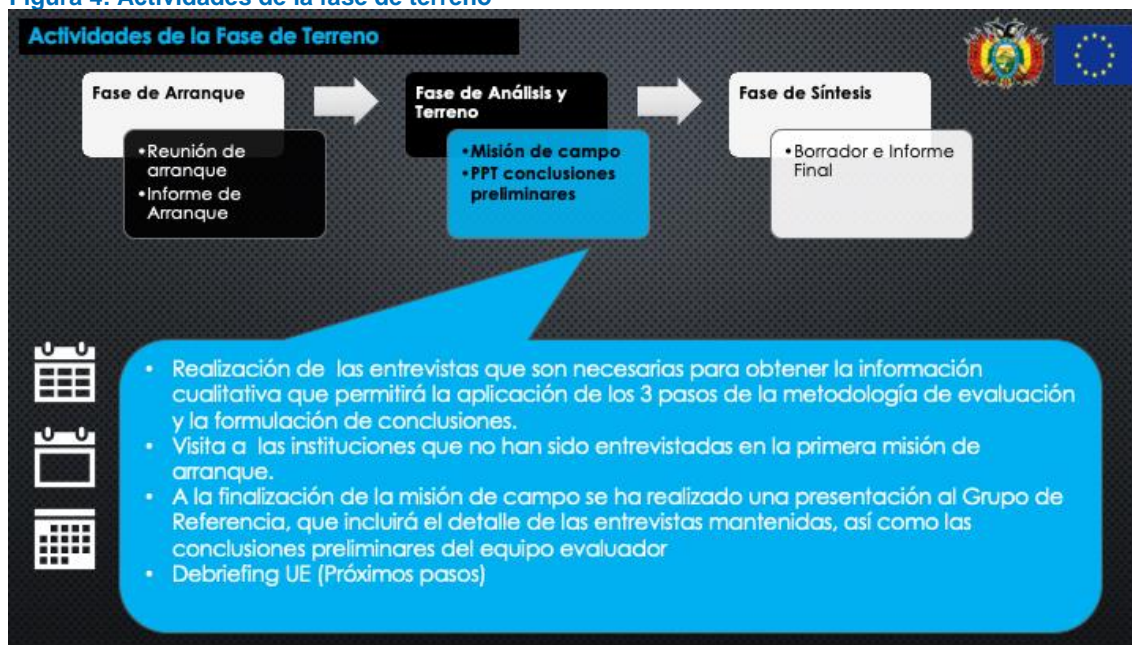 Figura 4: Actividades de la fase de terreno
Actividades de la Fase de Terreno
Fase de Arranque
•Reunión de
arranque
•Informe de
Arranque
Fase de Análisis y
Terreno
•Misión de campo
•PPT conclusiones
preliminares
Fase de Síntesis
•Borrador e Informe
Final
• Realización de las entrevistas que son necesarias para obtener la información
cualitativa que permitirá la aplicación de los 3 pasos de la metodología de evaluación
y la formulación de conclusiones.
• Visita a las instituciones que no han sido entrevistadas en la primera misión de
arranque.
• A la finalización de la misión de campo se ha realizado una presentación al Grupo de
Referencia, que incluirá el detalle de las entrevistas mantenidas, así como las
conclusiones preliminares del equipo evaluador
• Debriefing UE (Próximos pasos)